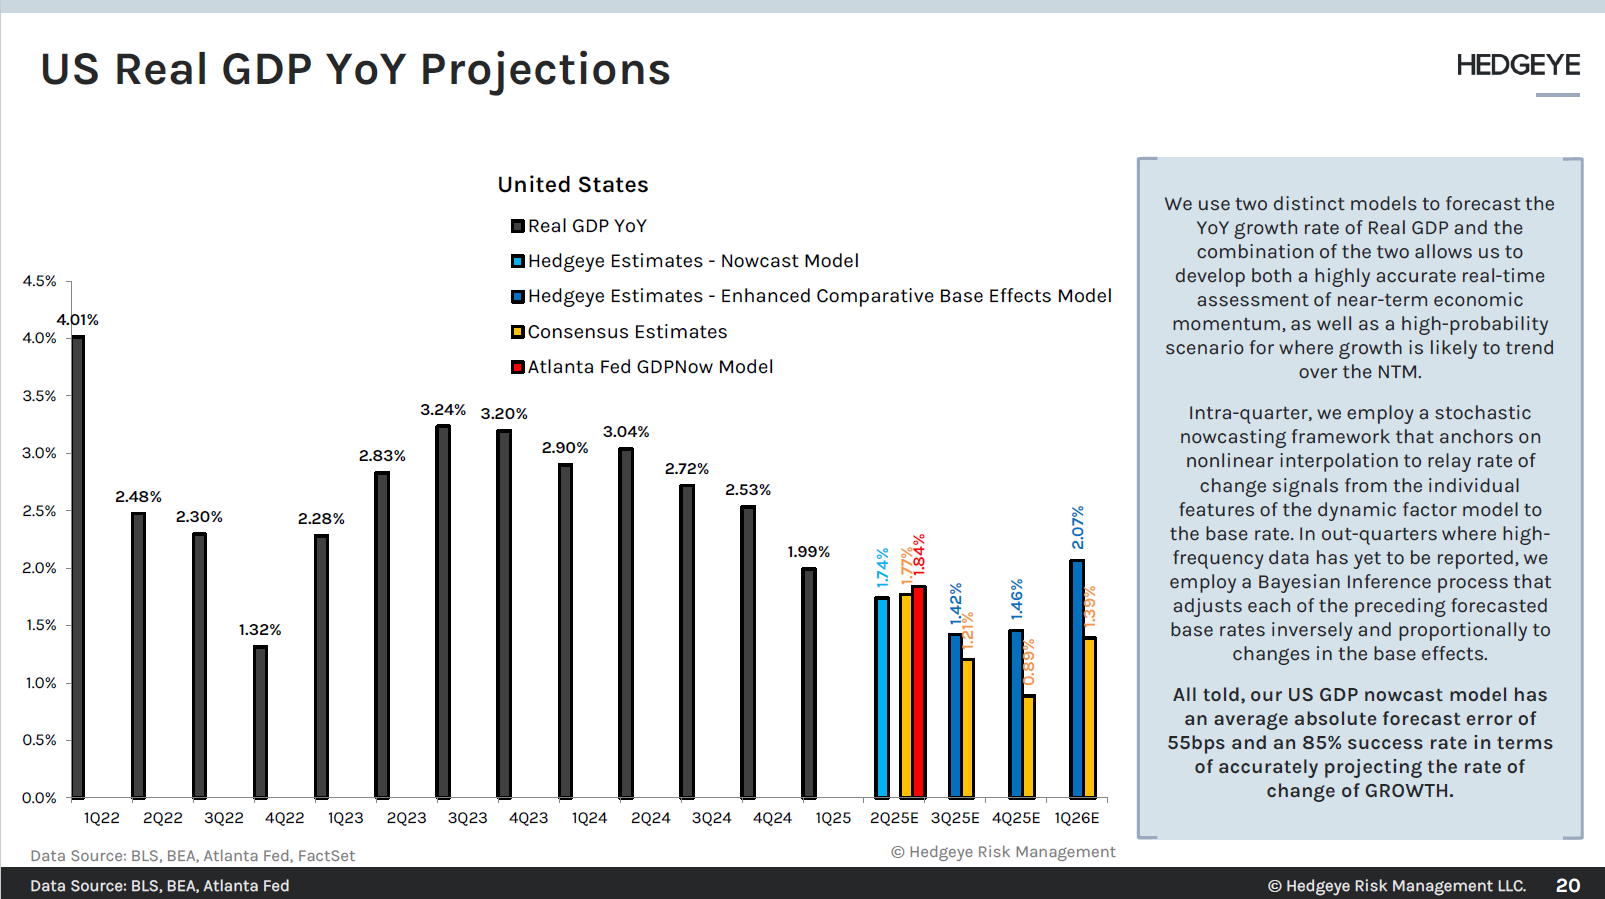 US Real GDP YoY Projections
HEDGEYE
United States
Real GDP YoY
Hedgeye Estimates - Nowcast Model
Hedgeye Estimates - Enhanced Comparative Base Effects Model
Consensus Estimates
Atlanta Fed GDPNow Model
4.5%
4.0%
3.5%
3.0%
2.5%
2.0%
1.5%
1.0%
0.5%
0.0%
4.01%
2.48%
2.30%
1.32%
2.28%
2.83%
3.24%
3.20%
2.90%
3.04%
2.72%
2.53%
1.99%
1.74%
1.77%
1.84%
1.42%
1.21%
1.46%
0.89%
2.07%
1.39%
1Q22 2Q22 3Q22 4Q22 1Q23 2Q23 3Q23 4Q23 1Q24 2Q24 3Q24 4Q24 1Q25 2Q25E 3Q25E 4Q25E 1Q26E
We use two distinct models to forecast the
YoY growth rate of Real GDP and the
combination of the two allows us to
develop both a highly accurate real-time
assessment of near-term economic
momentum, as well as a high-probability
scenario for where growth is likely to trend
over the NTM.
Intra-quarter, we employ a stochastic
nowcasting framework that anchors on
nonlinear interpolation to relay rate of
change signals from the individual
features of the dynamic factor model to
the base rate. In out-quarters where high-
frequency data has yet to be reported, we
employ a Bayesian Inference process that
adjusts each of the preceding forecasted
base rates inversely and proportionally to
changes in the base effects.
All told, our US GDP nowcast model has
an average absolute forecast error of
55bps and an 85% success rate in terms
of accurately projecting the rate of
change of GROWTH.
Data Source: BLS, BEA, Atlanta Fed, FactSet
© Hedgeye Risk Management
Data Source: BLS, BEA, Atlanta Fed
© Hedgeye Risk Management LLC.
20